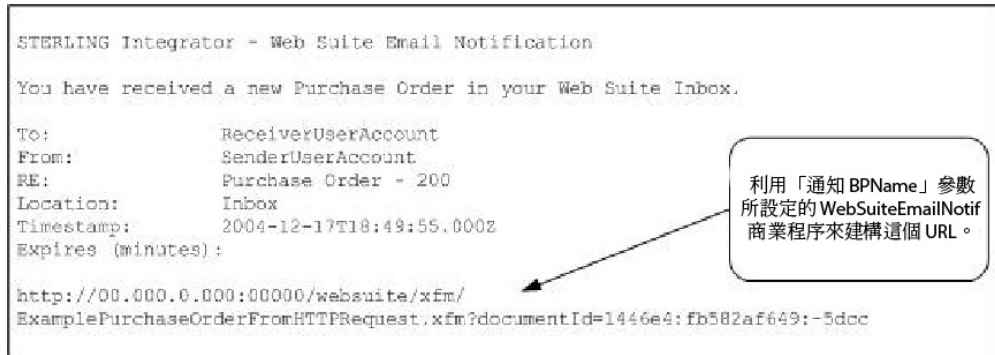 STERLING Integrator - Web Suite Email Notification
You have received a new Purchase Order in your Web Suite Inbox.
To: ReceiverUserAccount
From: SenderUserAccount
RE: Purchase Order - 200
Location: Inbox
Timestamp: 2004-12-17T18:49:55.000Z
Expires (minutes):
http://00.000.0.000:00000/websuite/xfm/
ExamplePurchaseOrderFromHTTPRequest.xfm?documentId=1446e4:fb582af649:-5dcc
利用「通知 BPName」參數
所設定的 WebSuiteEmailNotif
商業程序來建構這個 URL。